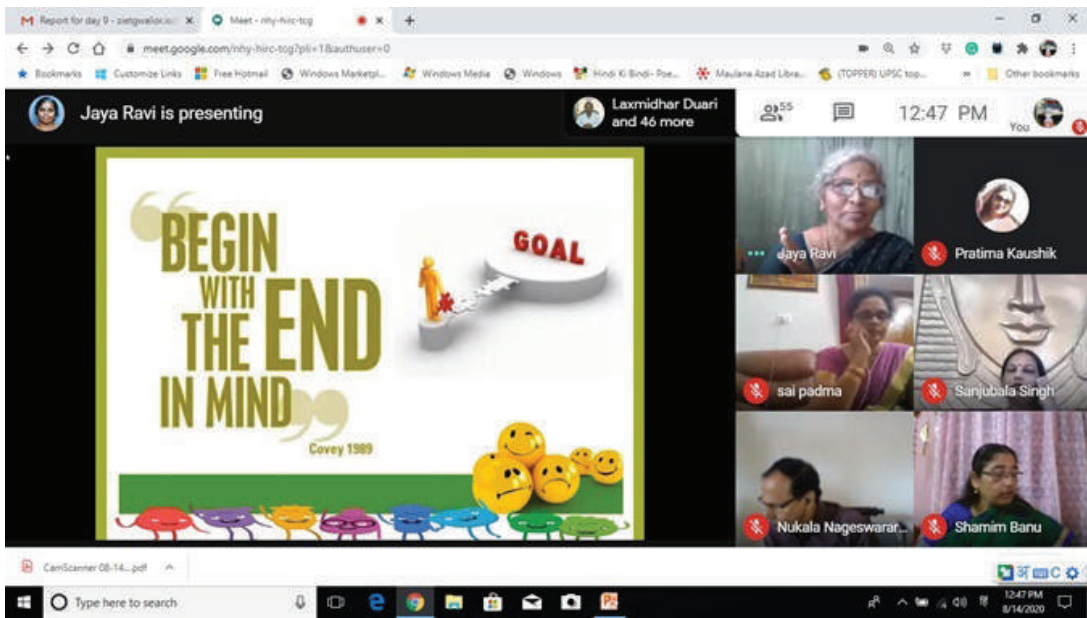 Report for day 9 - zietgwalior.ac
Meet - nhy-hirc-tcg
meet.google.com/nhy-hirc-tcg?pli=1&authuser=0
Bookmarks Customize Links Free Hotmail Windows Marketpl... Windows Media Windows Hindi Ki Bindi- Poe... Maulana Azad Libra... (TOPPER) UPSC top... » Other bookmarks
Jaya Ravi is presenting
Laxmidhar Duari
and 46 more
55
12:47 PM
You
BEGIN
WITH
THE END
IN MIND
Covey 1989
GOAL
Jaya Ravi
Pratima Kaushik
sai padma
Sanjubala Singh
Nukala Nageswarar...
Shamim Banu
CamScanner 08-14....pdf
अ C
Type here to search
12:47 PM
8/14/2020